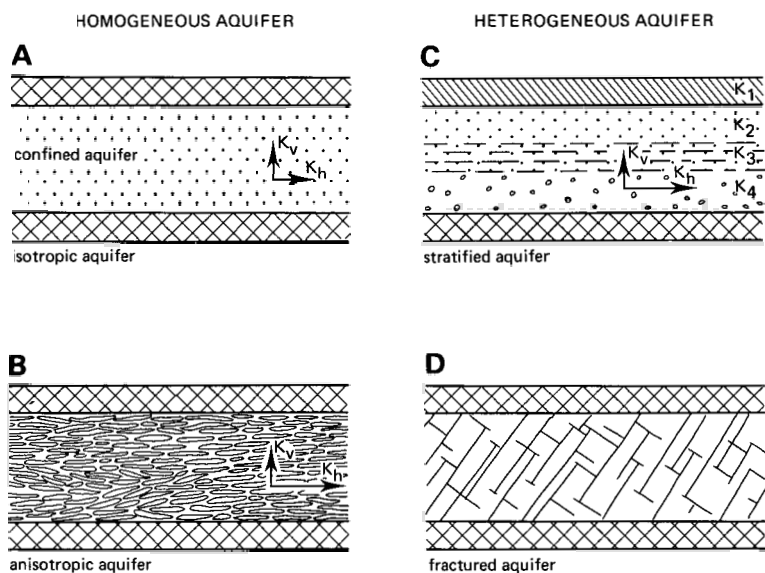 HOMOGENEOUS AQUIFER
HETEROGENEOUS AQUIFER
A
confined aquifer
Kv
Kh
isotropic aquifer
C
K1
K2
K3
Kv
Kh
K4
stratified aquifer
B
Kv
Kh
anisotropic aquifer
D
fractured aquifer